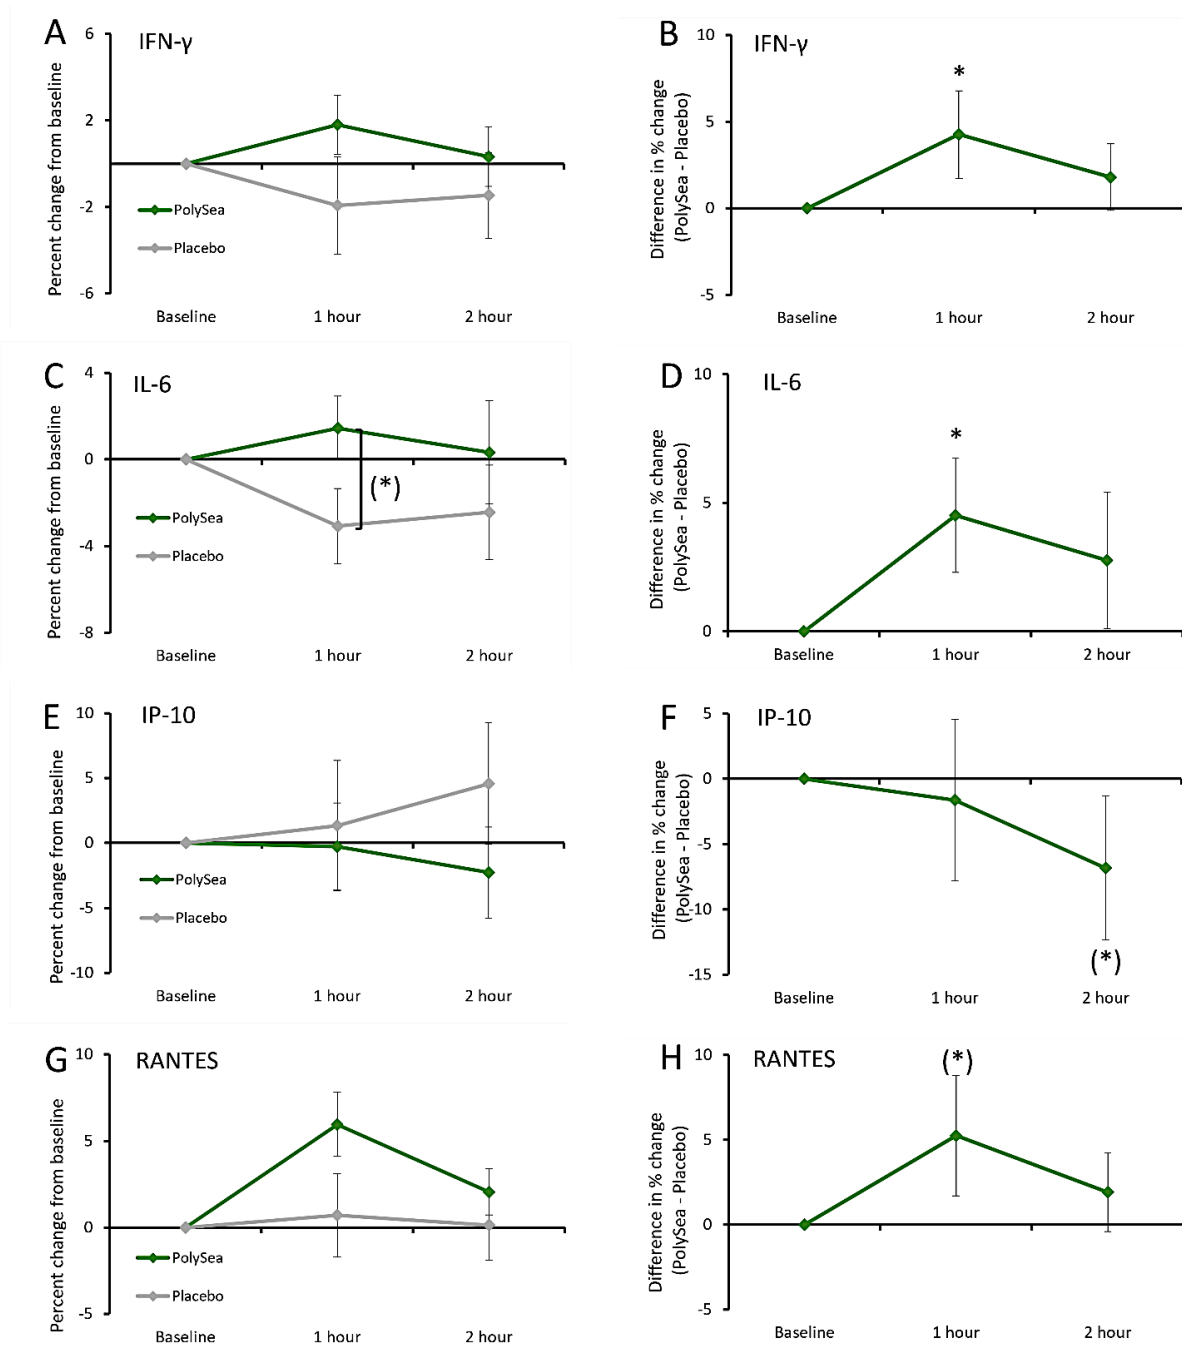 A
IFN-γ
Percent change from baseline
6
2
-2
-6
PolySea
Placebo
Baseline
1 hour
2 hour
B
IFN-γ
Difference in % change
(PolySea - Placebo)
10
5
0
-5
*
Baseline
1 hour
2 hour
C
IL-6
Percent change from baseline
4
0
-4
-8
(*)
PolySea
Placebo
Baseline
1 hour
2 hour
D
IL-6
Difference in % change
(PolySea - Placebo)
10
5
0
*
Baseline
1 hour
2 hour
E
IP-10
Percent change from baseline
10
5
0
-5
-10
PolySea
Placebo
Baseline
1 hour
2 hour
F
IP-10
Difference in % change
(PolySea - Placebo)
5
0
-5
-10
-15
(*)
Baseline
1 hour
2 hour
G
RANTES
Percent change from baseline
10
5
0
-5
PolySea
Placebo
Baseline
1 hour
2 hour
H
RANTES
Difference in % change
(PolySea - Placebo)
10
5
0
-5
(*)
Baseline
1 hour
2 hour